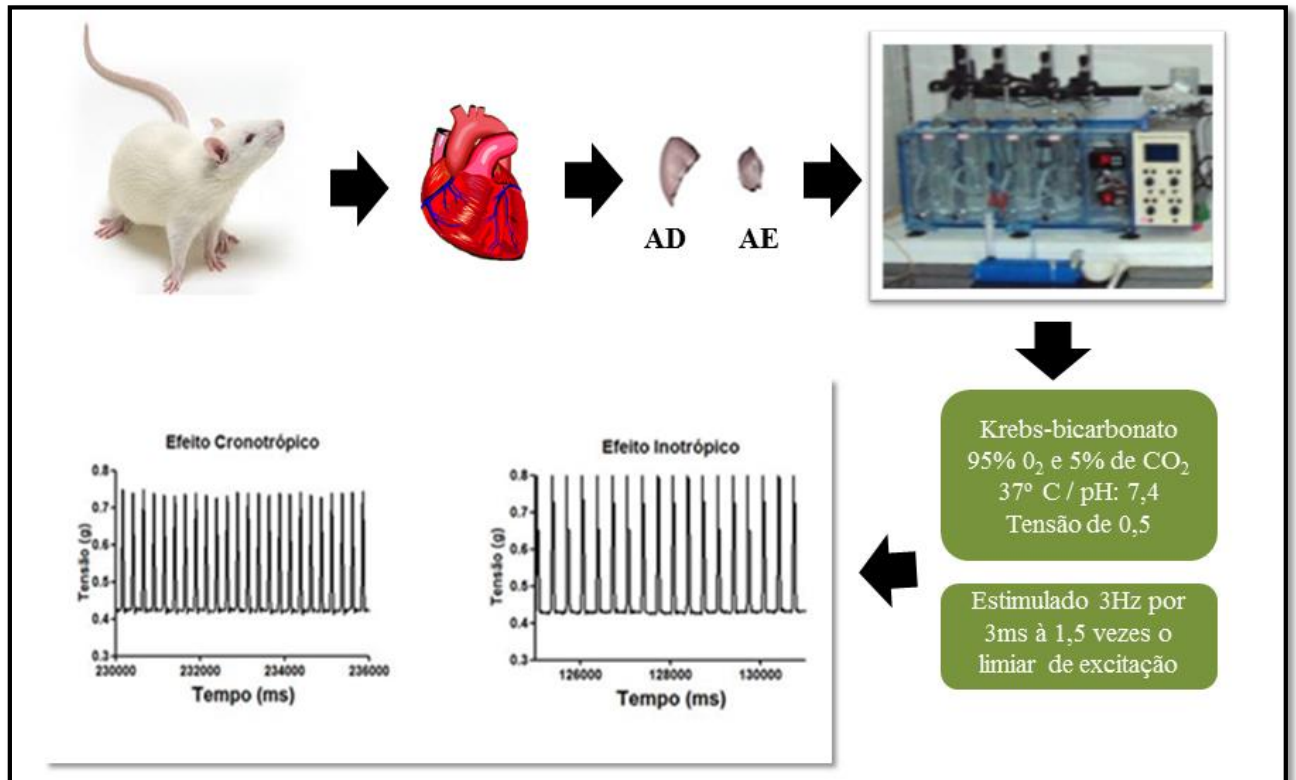 AD
AE
Krebs-bicarbonato
95% 0₂ e 5% de CO₂
37º C / pH: 7,4
Tensão de 0,5
Estimulado 3Hz por
3ms à 1,5 vezes o
limiar de excitação
Efeito Cronotrópico
0.8
0.7
0.6
0.5
0.4
0.3
Tensão (g)
230000
232000
234000
236000
Tempo (ms)
Efeito Inotrópico
0.8
0.7
0.6
0.5
0.4
0.3
Tensão (g)
126000
128000
130000
Tempo (ms)